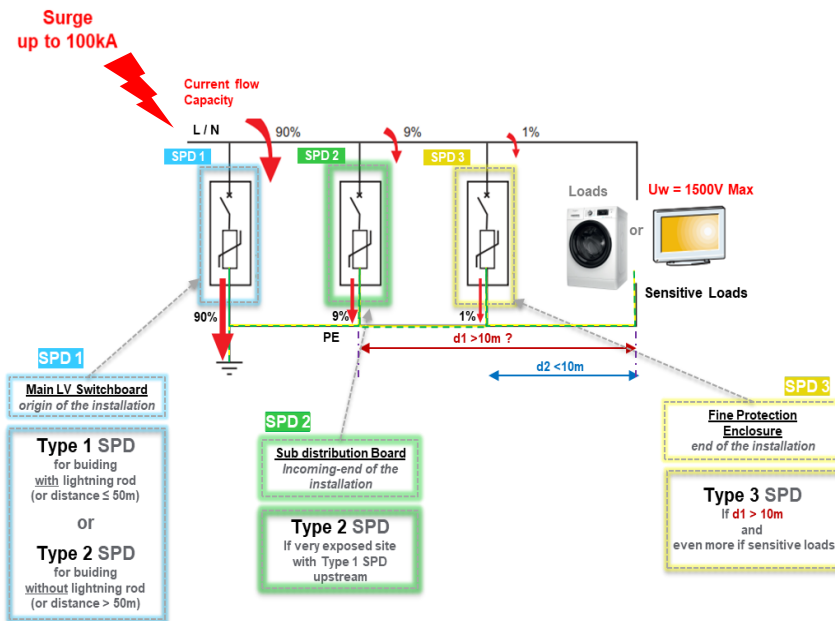 Surge
up to 100kA
Current flow
Capacity
L / N
90%
9%
1%
SPD 1
SPD 2
SPD 3
Loads
or
Uw = 1500V Max
Sensitive Loads
90%
9%
1%
PE
d1 >10m ?
d2 <10m
SPD 1
Main LV Switchboard
origin of the installation
Type 1 SPD
for buiding
with lightning rod
(or distance ≤ 50m)
or
Type 2 SPD
for buiding
without lightning rod
(or distance > 50m)
SPD 2
Sub distribution Board
Incoming-end of the
installation
Type 2 SPD
If very exposed site
with Type 1 SPD
upstream
SPD 3
Fine Protection
Enclosure
end of the installation
Type 3 SPD
If d1 > 10m
and
even more if sensitive loads